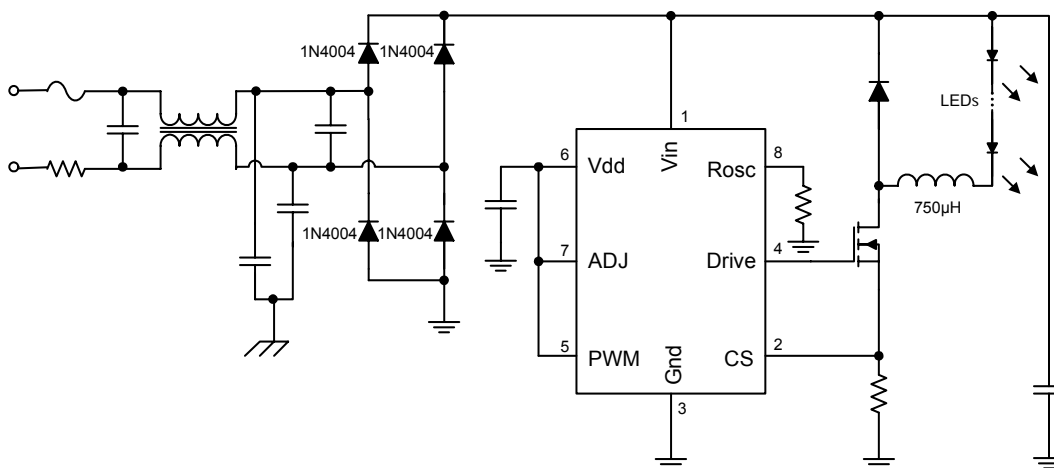 1N4004 1N4004
LEDs
1
6 Vdd Vin Rosc 8
750µH
1N4004 1N4004
7 ADJ Drive 4
5 PWM Gnd CS 2
3